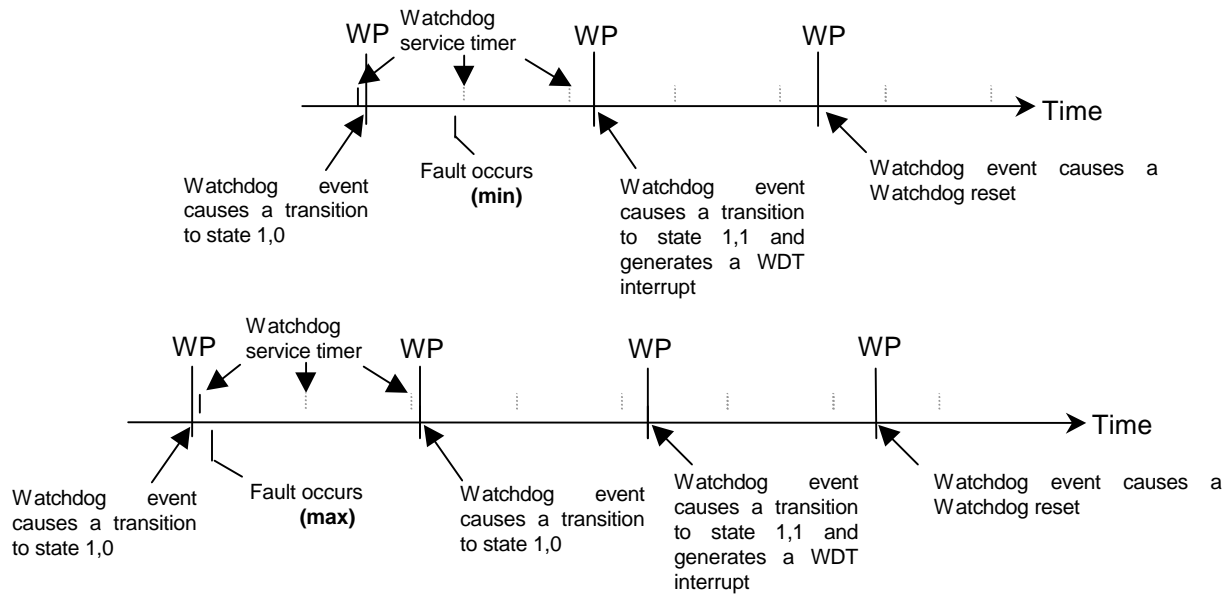 Watchdog
service timer
WP
WP
WP
Time
Watchdog event
causes a transition
to state 1,0
Fault occurs
(min)
Watchdog event
causes a transition
to state 1,1 and
generates a WDT
interrupt
Watchdog event causes a
Watchdog reset
Watchdog
service timer
WP
WP
WP
WP
Time
Watchdog event
causes a transition
to state 1,0
Fault occurs
(max)
Watchdog event
causes a transition
to state 1,0
Watchdog event
causes a transition
to state 1,1 and
generates a WDT
interrupt
Watchdog event causes a
Watchdog reset